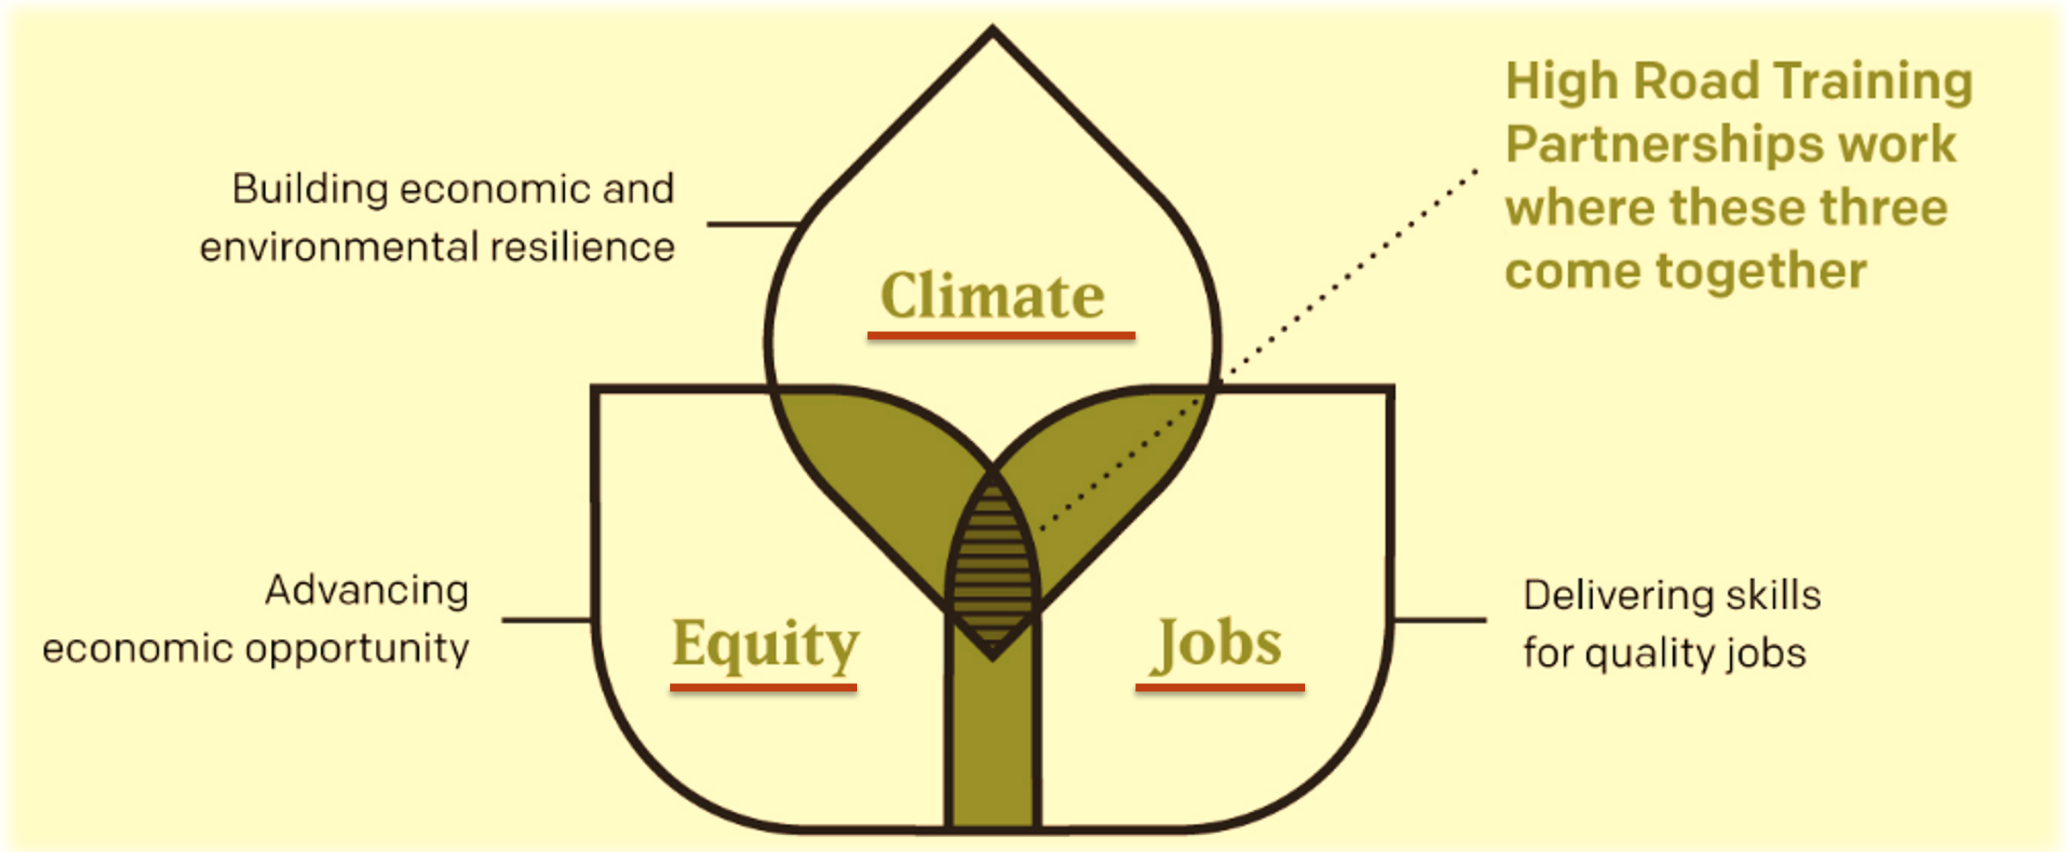 High Road Training
Partnerships work
where these three
come together
Building economic and
environmental resilience
Climate
Advancing
economic opportunity
Equity
Jobs
Delivering skills
for quality jobs